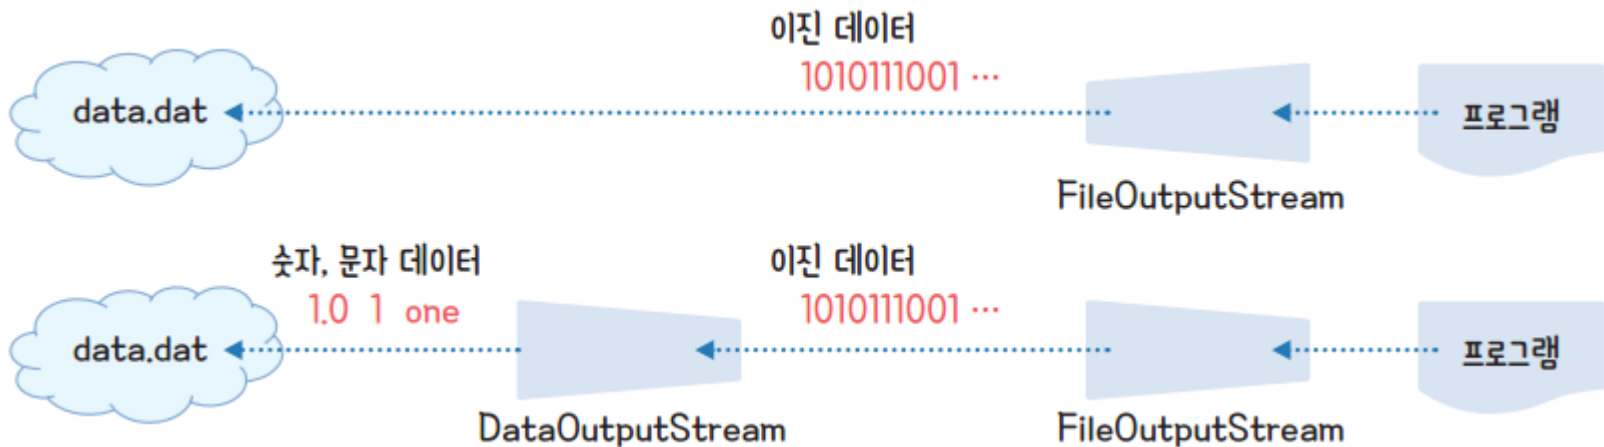 이진 데이터
1010111001 ···
data.dat
프로그램
FileOutputStream
숫자, 문자 데이터
이진 데이터
1.0 1 one
1010111001 ···
data.dat
프로그램
DataOutputStream
FileOutputStream